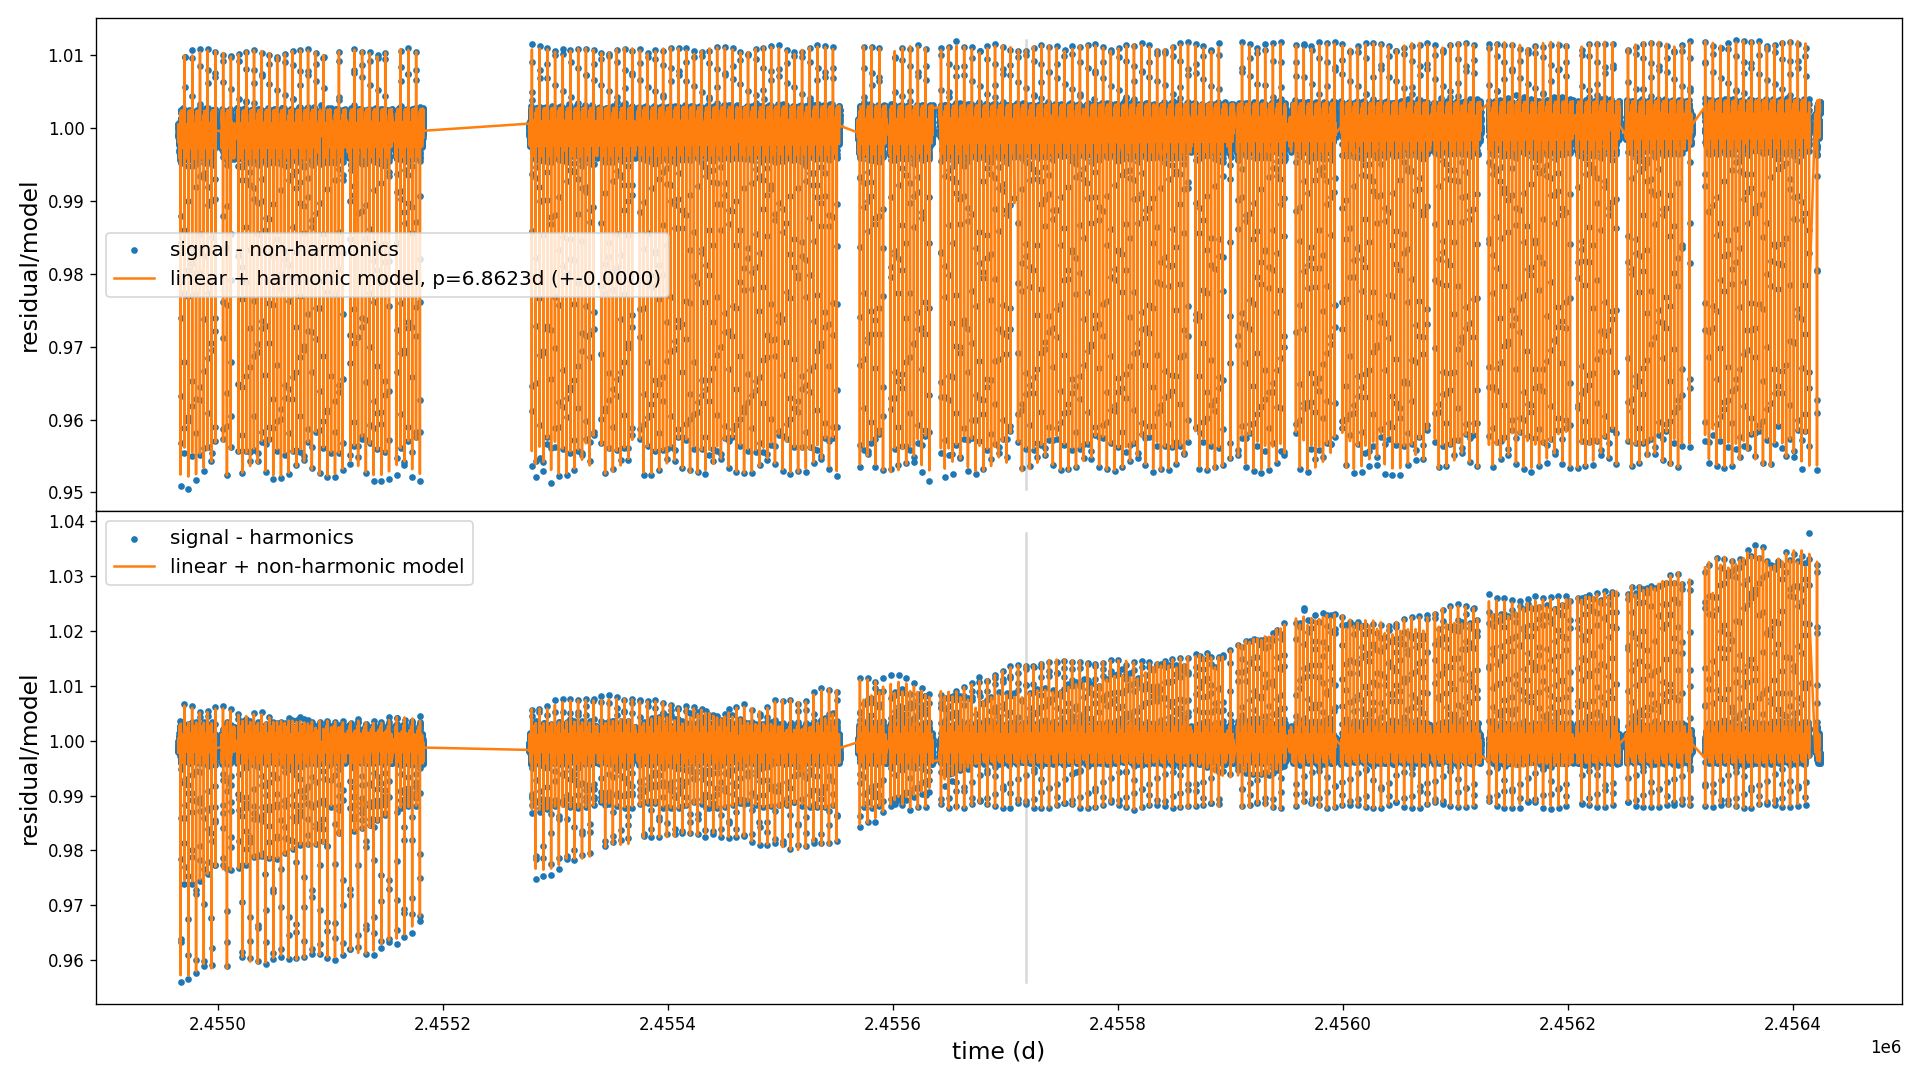 1.01
1.00
0.99
0.98
0.97
0.96
0.95
residual/model
signal - non-harmonics
linear + harmonic model, p=6.8623d (+-0.0000)
1.04
1.03
1.02
1.01
1.00
0.99
0.98
0.97
0.96
residual/model
signal - harmonics
linear + non-harmonic model
2.4550 2.4552 2.4554 2.4556 2.4558 2.4560 2.4562 2.4564
1e6
time (d)